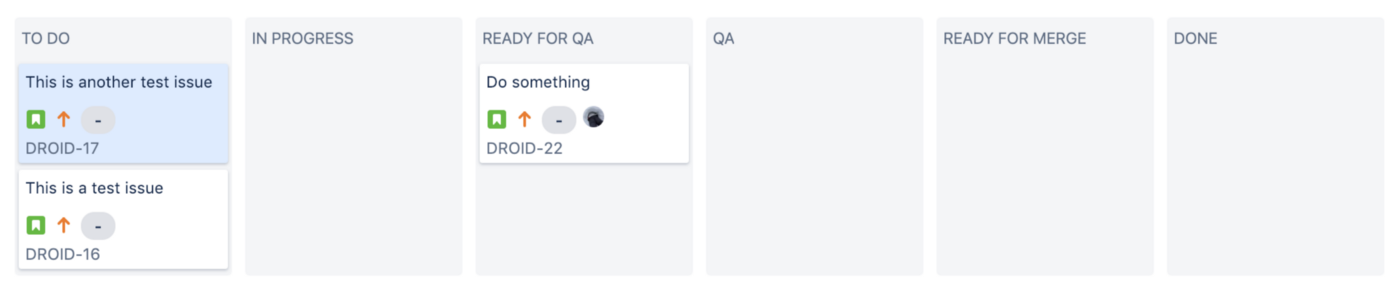 TO DO
This is another test issue
-
DROID-17
This is a test issue
-
DROID-16
IN PROGRESS
READY FOR QA
Do something
-
DROID-22
QA
READY FOR MERGE
DONE